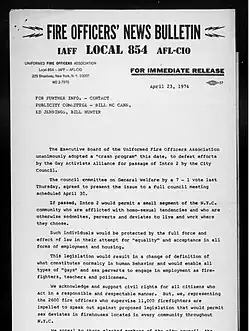 FIRE OFFICERS' NEWS BULLETIN
IAFF LOCAL 854 AFL-CIO
UNIFORMED FIRE OFFICERS ASSOCIATION
Local 854 - IAFF - AFL-CIO
225 Broadway, New York, N.Y. 10007
FOR IMMEDIATE RELEASE
April 23, 1974
FOR FURTHER INFO. - CONTACT
PUBLICITY COMMITTEE - BILL MC CANN,
ED JENNINGS, BILL HUNTER
The Executive Board of the Uniformed Fire Officers Association
unanimously adopted a "crash program" this date, to defeat efforts by
the Gay Activists Alliance for passage of Intro 2 by the City
Council.
The council committee on General Welfare by a 7 - 1 vote last
Thursday, agreed to present the issue to a Full council meeting
scheduled April 30.
If passed, Intro 2 would permit a small segment of the N.Y.C.
community who are afflicted with homo-sexual tendencies and who are
otherwise sodomites, perverts and deviates to live and work where
they choose.
Such individuals would be protected by the full force and
effect of law in their attempt for "equality" and acceptance in all
forms of employment and housing.
This legislation would result in a change of definition of
what constitutes normally in human behavior and would enable all
types of "gays" and sex perverts to engage in employment as fire-
fighters, teachers and policemen.
We acknowledge and support civil rights for all citizens who
act in a responsible and respectable manner. But, we, representing
the 2600 fire officers who supervise 11,000 firefighters are
impelled to speak out against proposed legislation that would permit
sex deviates in firehouses located in every community throughout
N.Y.C.